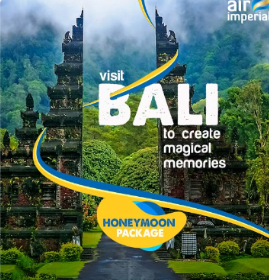 air
imperial
visit
BALI
to create
magical
memories
HONEYMOON
PACKAGE